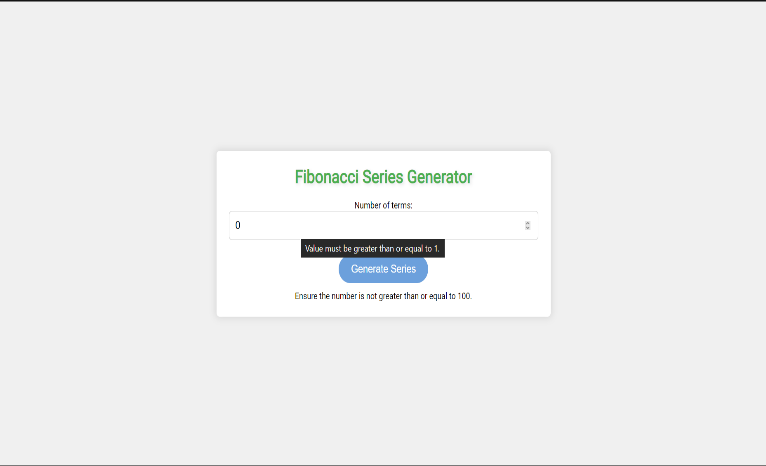 Fibonacci Series Generator
Number of terms:
0
Value must be greater than or equal to 1.
Generate Series
Ensure the number is not greater than or equal to 100.